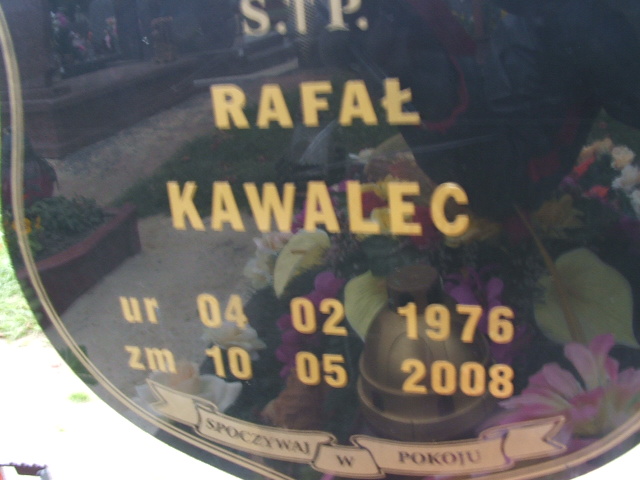 Ś.†P.
RAFAŁ
KAWALEC
ur 04 02 1976
zm 10 05 2008
SPOCZYWAJ W POKOJU